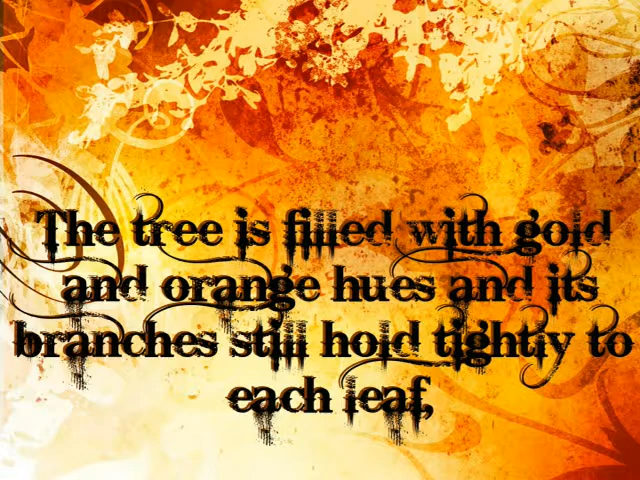 The tree is filled with gold
and orange hues and its
branches still hold tightly to
each leaf,